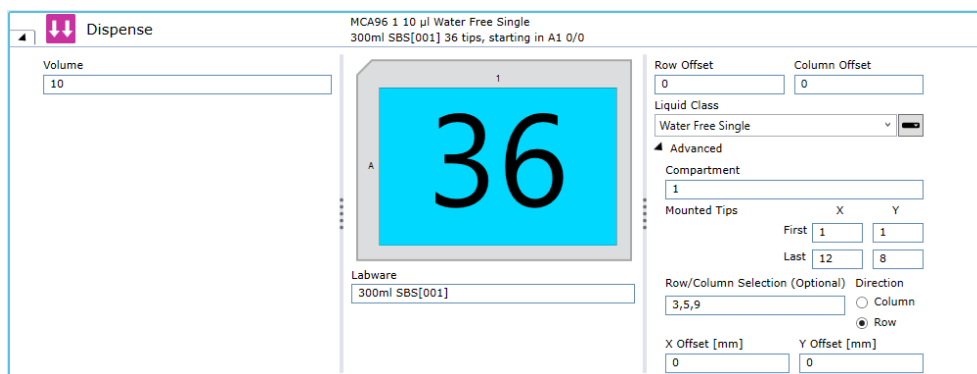 Dispense
MCA96 1 10 µl Water Free Single
300ml SBS[001] 36 tips, starting in A1 0/0
Volume
10
1
A
36
Labware
300ml SBS[001]
Row Offset
Column Offset
0
0
Liquid Class
Water Free Single
Advanced
Compartment
1
Mounted Tips
X
Y
First
1
1
Last
12
8
Row/Column Selection (Optional)
Direction
3,5,9
Column
Row
X Offset [mm]
Y Offset [mm]
0
0